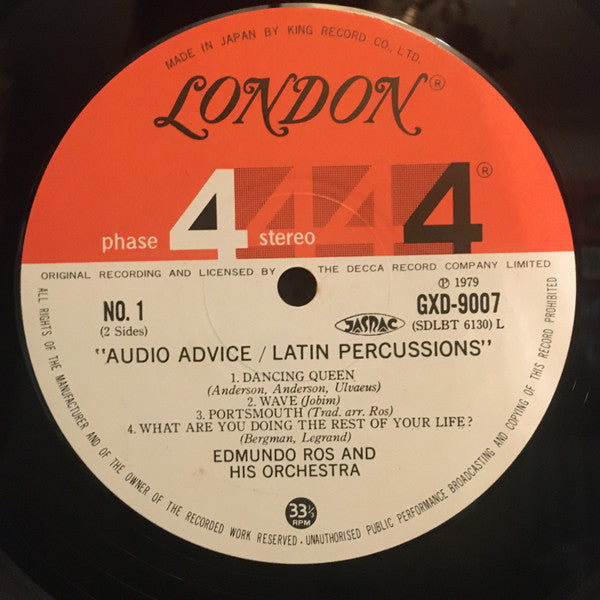 MADE IN JAPAN BY KING RECORD CO., LTD.
LONDON®
phase 4 stereo 4 4 4®
ORIGINAL RECORDING AND LICENSED BY THE DECCA RECORD COMPANY LIMITED
℗ 1979
NO. 1 GXD-9007
(2 Sides) JASRAC (SDLBT 6130) L
"AUDIO ADVICE / LATIN PERCUSSIONS"
1. DANCING QUEEN
(Anderson, Anderson, Ulvaeus)
2. WAVE (Jobim)
3. PORTSMOUTH (Trad. arr. Ros)
4. WHAT ARE YOU DOING THE REST OF YOUR LIFE?
(Bergman, Legrand)
EDMUNDO ROS AND
HIS ORCHESTRA
33⅓
RPM
ALL RIGHTS OF THE MANUFACTURER AND OF THE OWNER OF THE RECORDED WORK RESERVED · UNAUTHORISED PUBLIC PERFORMANCE BROADCASTING AND COPYING OF THIS RECORD PROHIBITED